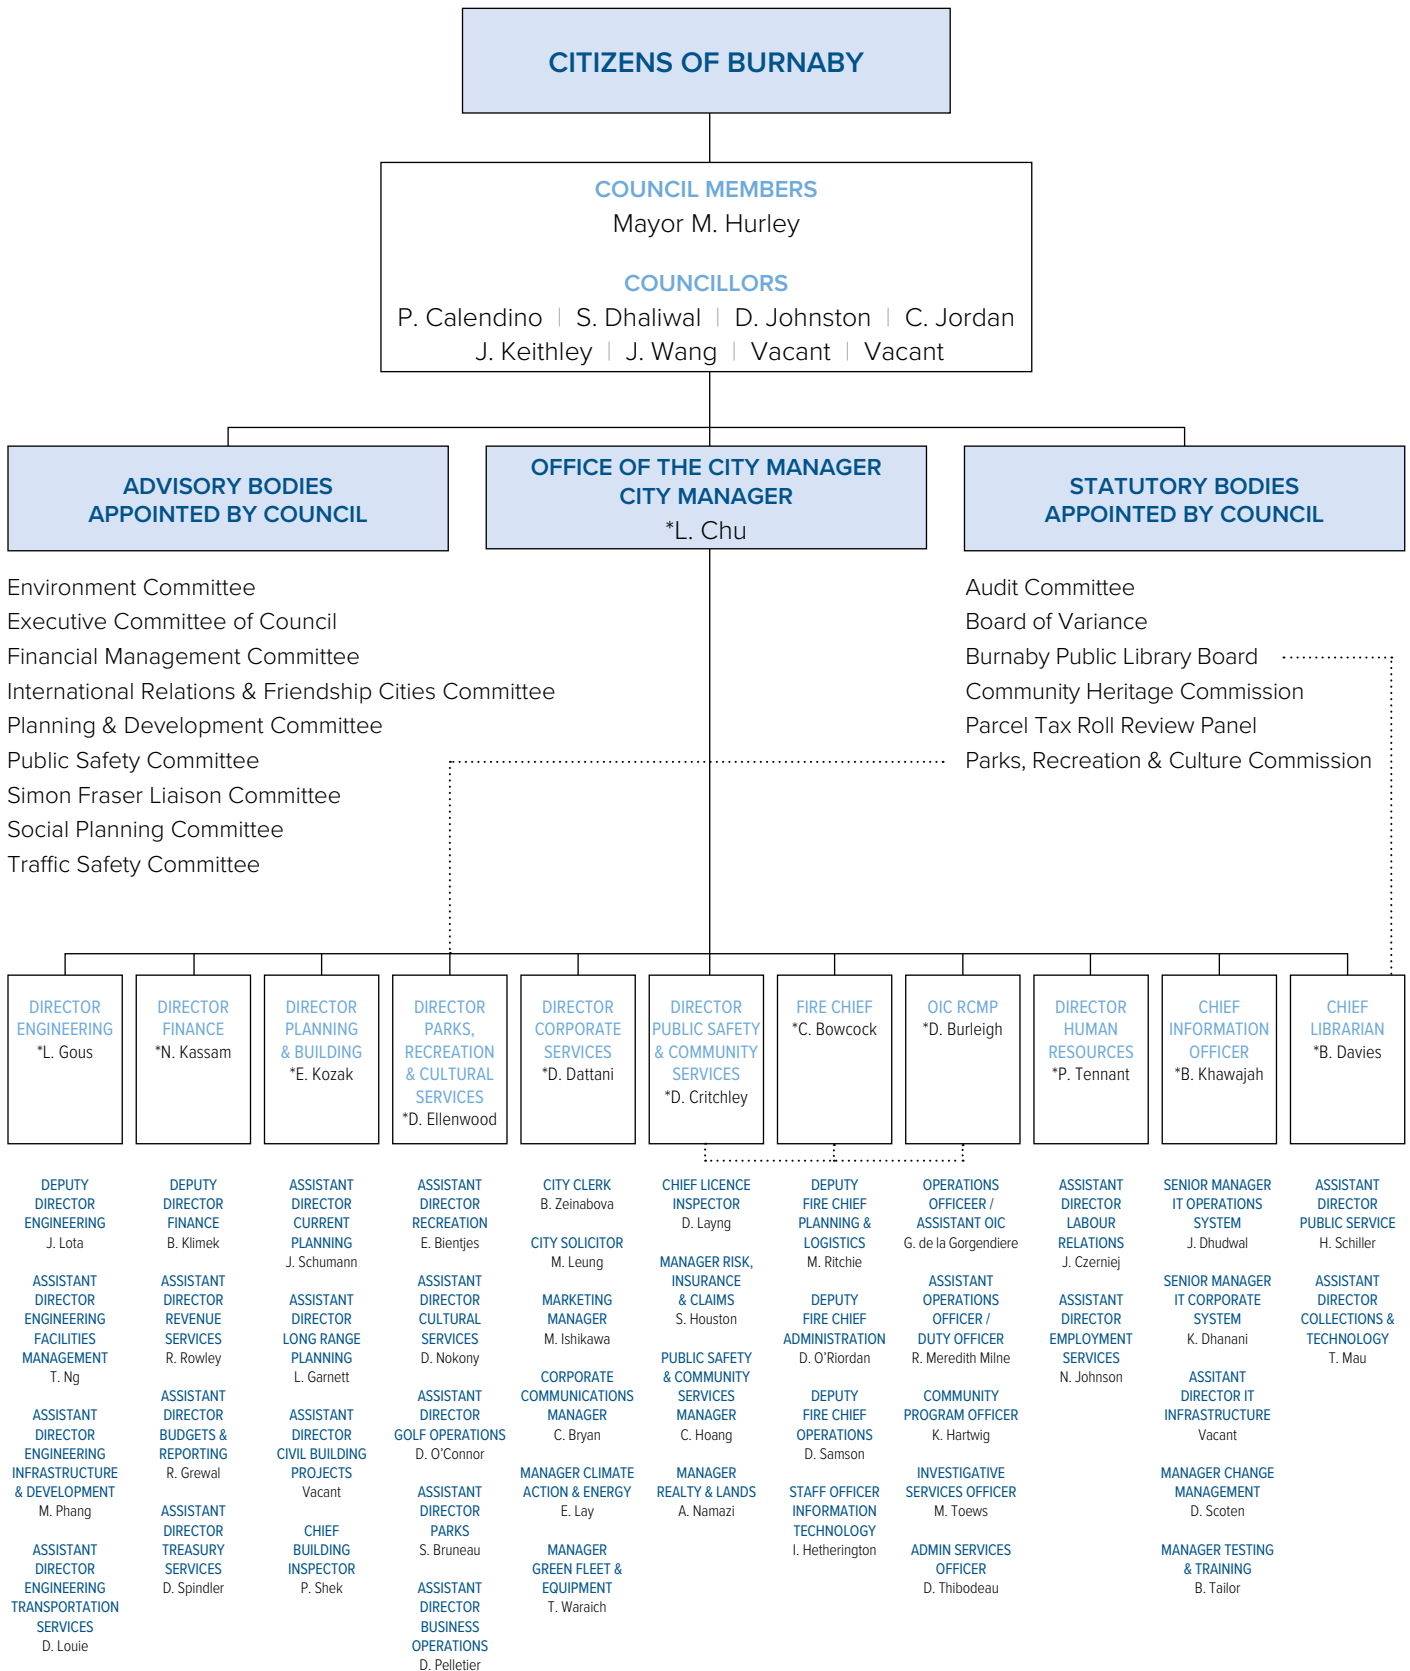 CITIZENS OF BURNABY
COUNCIL MEMBERS
Mayor M. Hurley
COUNCILLORS
P. Calendino | S. Dhaliwal | D. Johnston | C. Jordan
J. Keithley | J. Wang | Vacant | Vacant
ADVISORY BODIES
APPOINTED BY COUNCIL
OFFICE OF THE CITY MANAGER
CITY MANAGER
*L. Chu
STATUTORY BODIES
APPOINTED BY COUNCIL
Environment Committee
Executive Committee of Council
Financial Management Committee
International Relations & Friendship Cities Committee
Planning & Development Committee
Public Safety Committee
Simon Fraser Liaison Committee
Social Planning Committee
Traffic Safety Committee
Audit Committee
Board of Variance
Burnaby Public Library Board
Community Heritage Commission
Parcel Tax Roll Review Panel
Parks, Recreation & Culture Commission
DIRECTOR
ENGINEERING
*L. Gous
DIRECTOR
FINANCE
*N. Kassam
DIRECTOR
PLANNING
& BUILDING
*E. Kozak
DIRECTOR
PARKS,
RECREATION
& CULTURAL
SERVICES
*D. Ellenwood
DIRECTOR
CORPORATE
SERVICES
*D. Dattani
DIRECTOR
PUBLIC SAFETY
& COMMUNITY
SERVICES
*D. Critchley
FIRE CHIEF
*C. Bowcock
OIC RCMP
*D. Burleigh
DIRECTOR
HUMAN
RESOURCES
*P. Tennant
CHIEF
INFORMATION
OFFICER
*B. Khawajah
CHIEF
LIBRARIAN
*B. Davies
DEPUTY
DIRECTOR
ENGINEERING
J. Lota
ASSISTANT
DIRECTOR
ENGINEERING
FACILITIES
MANAGEMENT
T. Ng
ASSISTANT
DIRECTOR
ENGINEERING
INFRASTRUCTURE
& DEVELOPMENT
M. Phang
ASSISTANT
DIRECTOR
ENGINEERING
TRANSPORTATION
SERVICES
D. Louie
DEPUTY
DIRECTOR
FINANCE
B. Klimek
ASSISTANT
DIRECTOR
REVENUE
SERVICES
R. Rowley
ASSISTANT
DIRECTOR
BUDGETS &
REPORTING
R. Grewal
ASSISTANT
DIRECTOR
TREASURY
SERVICES
D. Spindler
ASSISTANT
DIRECTOR
CURRENT
PLANNING
J. Schumann
ASSISTANT
DIRECTOR
LONG RANGE
PLANNING
L. Garnett
ASSISTANT
DIRECTOR
CIVIL BUILDING
PROJECTS
Vacant
CHIEF
BUILDING
INSPECTOR
P. Shek
ASSISTANT
DIRECTOR
RECREATION
E. Bientjes
ASSISTANT
DIRECTOR
CULTURAL
SERVICES
D. Nokony
ASSISTANT
DIRECTOR
GOLF OPERATIONS
D. O'Connor
ASSISTANT
DIRECTOR
PARKS
S. Bruneau
ASSISTANT
DIRECTOR
BUSINESS
OPERATIONS
D. Pelletier
CITY CLERK
B. Zeinabova
CITY SOLICITOR
M. Leung
MARKETING
MANAGER
M. Ishikawa
CORPORATE
COMMUNICATIONS
MANAGER
C. Bryan
MANAGER CLIMATE
ACTION & ENERGY
E. Lay
MANAGER
GREEN FLEET &
EQUIPMENT
T. Waraich
CHIEF LICENCE
INSPECTOR
D. Layng
MANAGER RISK,
INSURANCE
& CLAIMS
S. Houston
PUBLIC SAFETY
& COMMUNITY
SERVICES
MANAGER
C. Hoang
MANAGER
REALTY & LANDS
A. Namazi
DEPUTY
FIRE CHIEF
PLANNING &
LOGISTICS
M. Ritchie
DEPUTY
FIRE CHIEF
ADMINISTRATION
D. O'Riordan
DEPUTY
FIRE CHIEF
OPERATIONS
D. Samson
STAFF OFFICER
INFORMATION
TECHNOLOGY
I. Hetherington
OPERATIONS
OFFICEER /
ASSISTANT OIC
G. de la Gorgendiere
ASSISTANT
OPERATIONS
OFFICER /
DUTY OFFICER
R. Meredith Milne
COMMUNITY
PROGRAM OFFICER
K. Hartwig
INVESTIGATIVE
SERVICES OFFICER
M. Toews
ADMIN SERVICES
OFFICER
D. Thibodeau
ASSISTANT
DIRECTOR
LABOUR
RELATIONS
J. Czerniej
ASSISTANT
DIRECTOR
EMPLOYMENT
SERVICES
N. Johnson
SENIOR MANAGER
IT OPERATIONS
SYSTEM
J. Dhudwal
SENIOR MANAGER
IT CORPORATE
SYSTEM
K. Dhanani
ASSITANT
DIRECTOR IT
INFRASTRUCTURE
Vacant
MANAGER CHANGE
MANAGEMENT
D. Scoten
MANAGER TESTING
& TRAINING
B. Tailor
ASSISTANT
DIRECTOR
PUBLIC SERVICE
H. Schiller
ASSISTANT
DIRECTOR
COLLECTIONS &
TECHNOLOGY
T. Mau